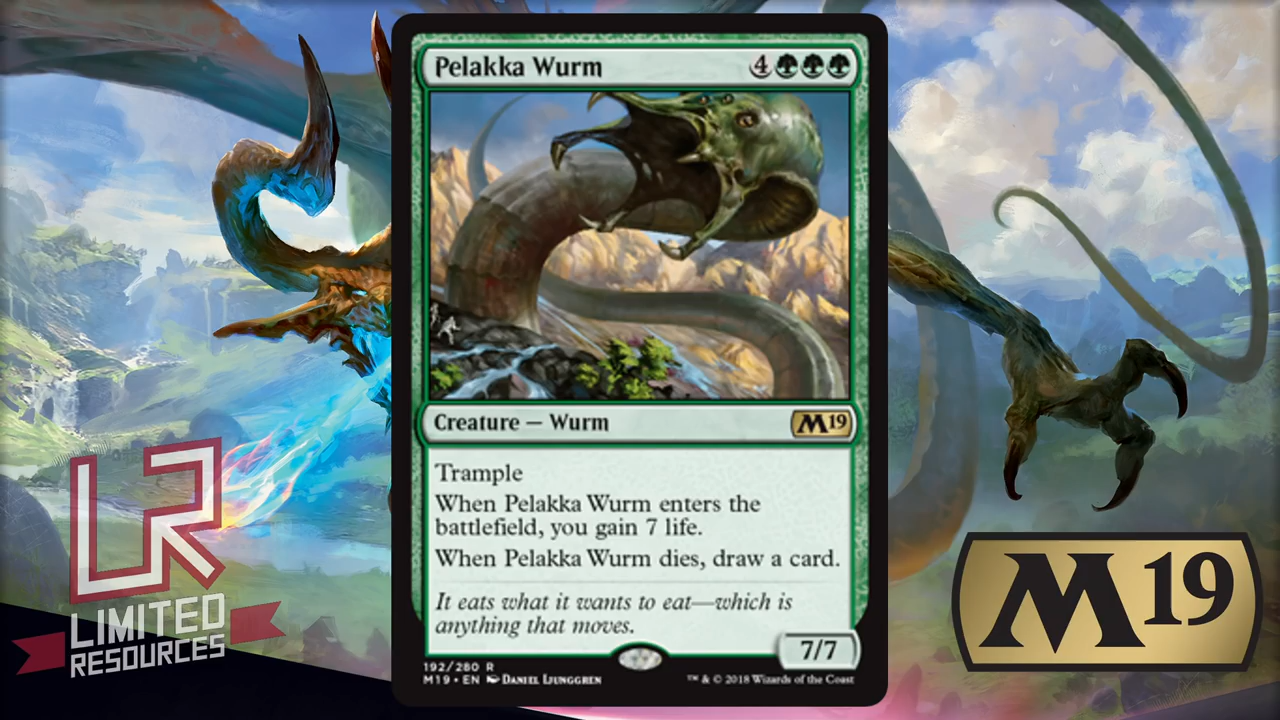 Pelakka Wurm 4
Creature — Wurm M19
Trample
When Pelakka Wurm enters the
battlefield, you gain 7 life.
When Pelakka Wurm dies, draw a card.
It eats what it wants to eat—which is
anything that moves.
7/7
192/280 R
M19 • EN Daniel Ljunggren
™ & © 2018 Wizards of the Coast
LR
LIMITED
RESOURCES
M19